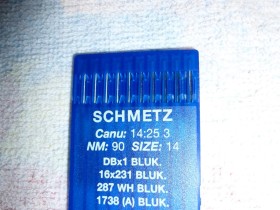 SCHMETZ
Canu: 14:25 3
NM: 90 SIZE: 14
DBx1 BLUK.
16x231 BLUK.
287 WH BLUK.
1738 (A) BLUK.